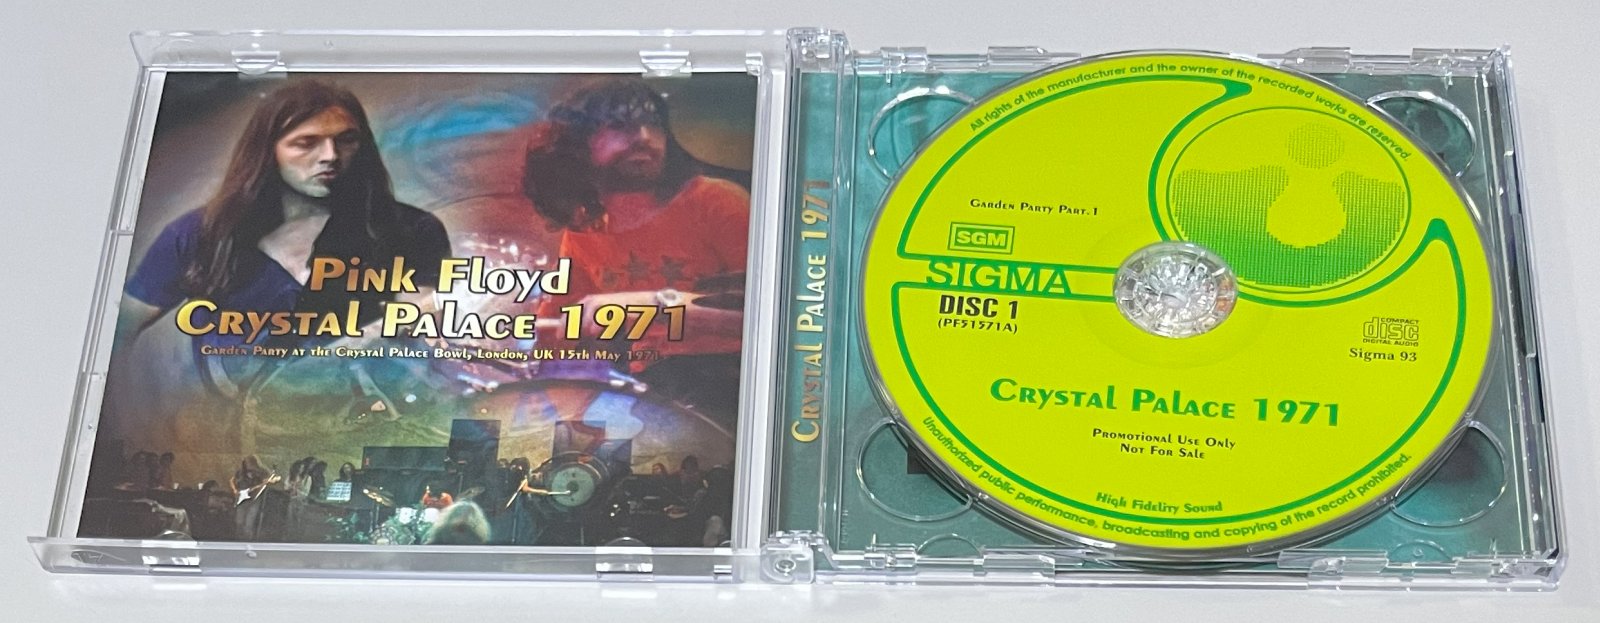 Pink Floyd
Crystal Palace 1971
Garden Party at the Crystal Palace Bowl, London, UK 15th May 1971
Crystal Palace 1971
All rights of the manufacturer and the owner of the recorded works are reserved.
Garden Party Part.1
SGM
SIGMA
DISC 1
(PF51571A)
COMPACT
disc
DIGITAL AUDIO
Sigma 93
Crystal Palace 1971
Promotional Use Only
Not For Sale
High Fidelity Sound
Unauthorized public performance, broadcasting and copying of the record prohibited.